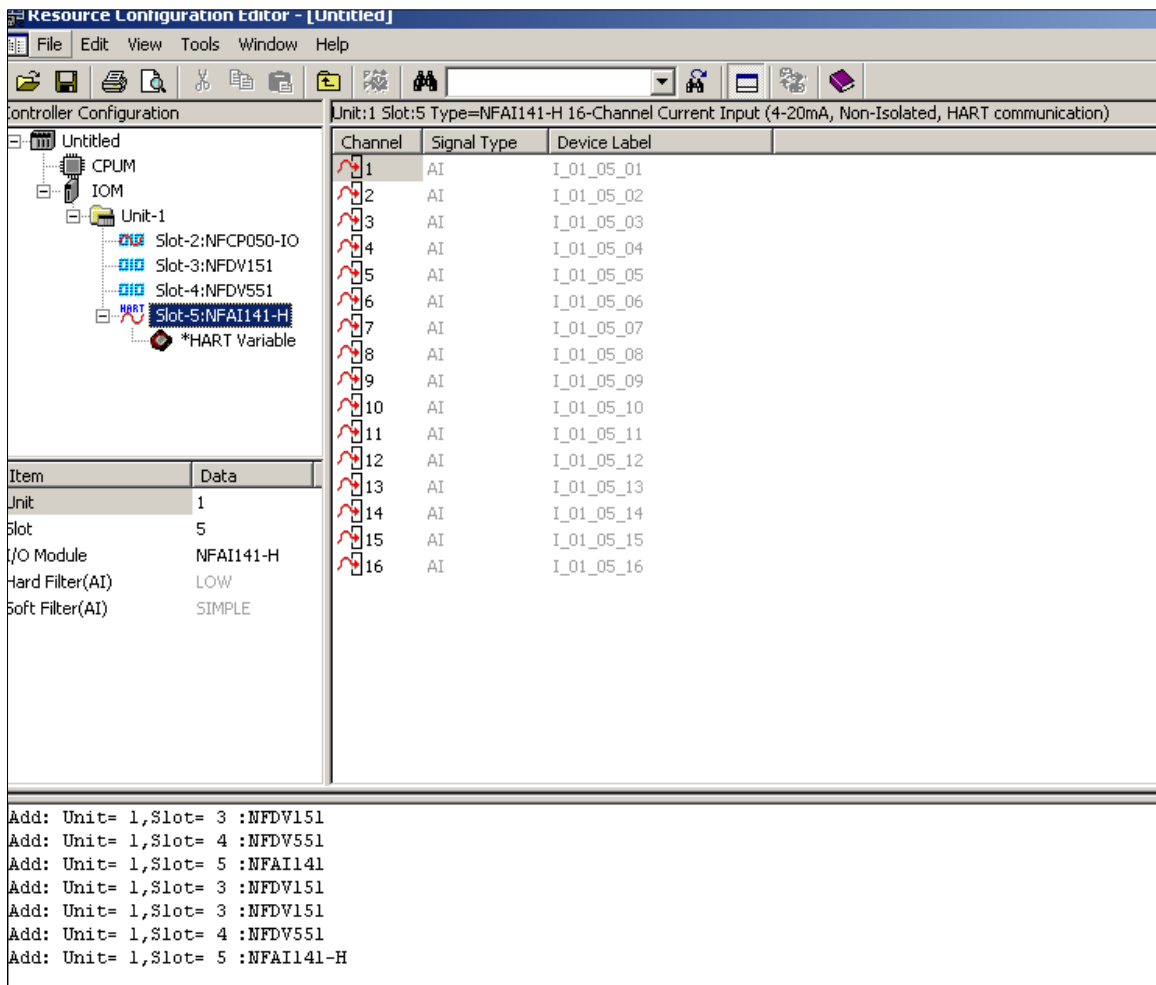 Resource Configuration Editor - [Untitled]
File Edit View Tools Window Help
Controller Configuration
Untitled
CPUM
IOM
Unit-1
Slot-2:NFCP050-IO
Slot-3:NFDV151
Slot-4:NFDV551
HART Slot-5:NFAI141-H
*HART Variable
Item Data
Unit 1
Slot 5
I/O Module NFAI141-H
Hard Filter(AI) LOW
Soft Filter(AI) SIMPLE
Unit:1 Slot:5 Type=NFAI141-H 16-Channel Current Input (4-20mA, Non-Isolated, HART communication)
Channel Signal Type Device Label
1 AI I_01_05_01
2 AI I_01_05_02
3 AI I_01_05_03
4 AI I_01_05_04
5 AI I_01_05_05
6 AI I_01_05_06
7 AI I_01_05_07
8 AI I_01_05_08
9 AI I_01_05_09
10 AI I_01_05_10
11 AI I_01_05_11
12 AI I_01_05_12
13 AI I_01_05_13
14 AI I_01_05_14
15 AI I_01_05_15
16 AI I_01_05_16
Add: Unit= 1,Slot= 3 :NFDV151
Add: Unit= 1,Slot= 4 :NFDV551
Add: Unit= 1,Slot= 5 :NFAI141
Add: Unit= 1,Slot= 3 :NFDV151
Add: Unit= 1,Slot= 3 :NFDV151
Add: Unit= 1,Slot= 4 :NFDV551
Add: Unit= 1,Slot= 5 :NFAI141-H